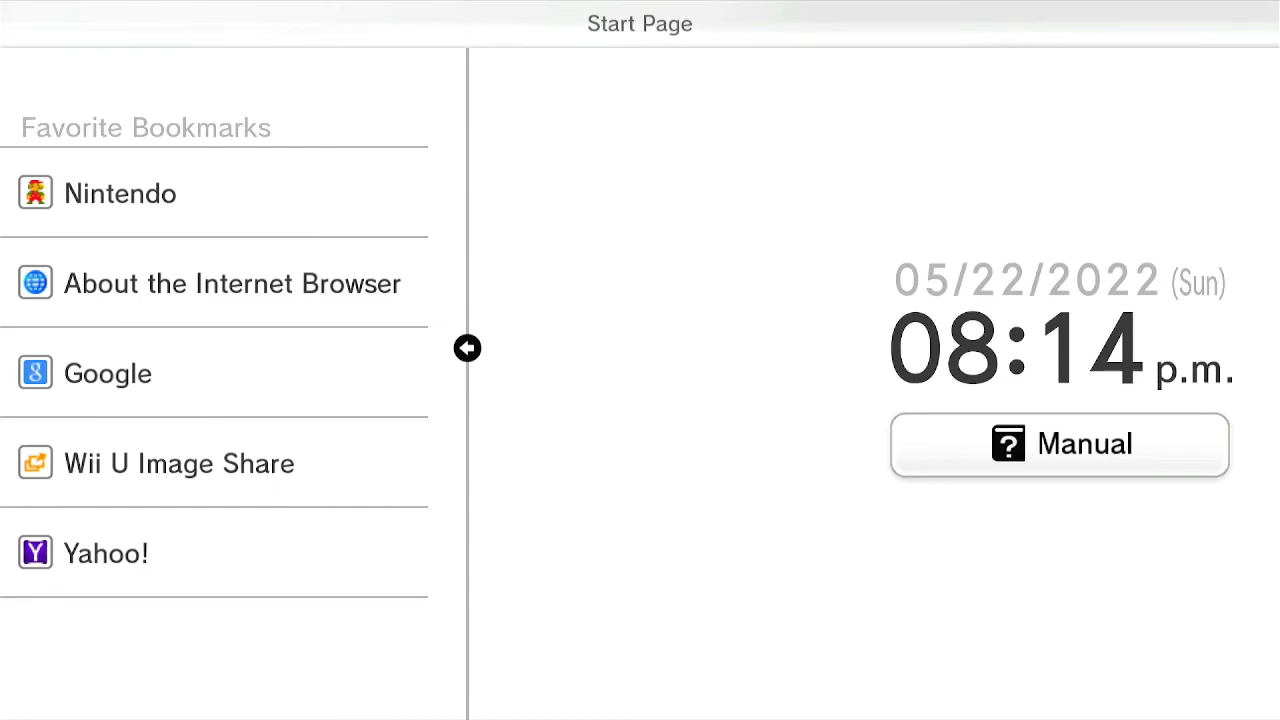 Start Page
Favorite Bookmarks
Nintendo
About the Internet Browser
Google
Wii U Image Share
Yahoo!
05/22/2022 (Sun)
08:14 p.m.
Manual